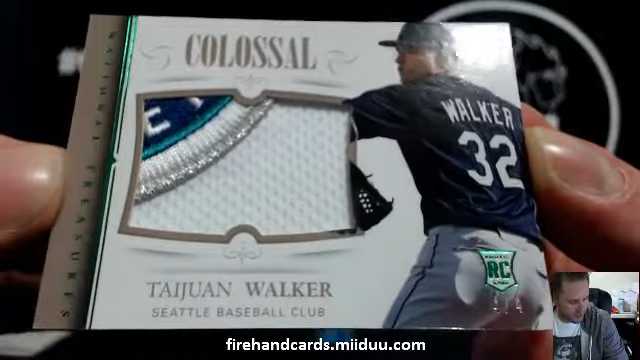 COLOSSAL
NATIONAL TREASURES
WALKER
32
TAIJUAN WALKER
SEATTLE BASEBALL CLUB
RC
firehandcards.miiduu.com